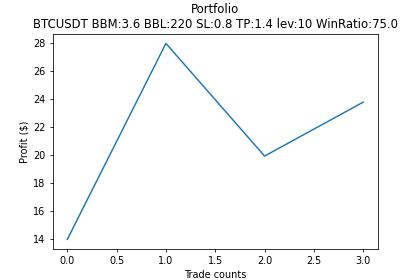 Portfolio
BTCUSDT BBM:3.6 BBL:220 SL:0.8 TP:1.4 lev:10 WinRatio:75.0
28
26
24
22
20
18
16
14
Profit ($)
0.0 0.5 1.0 1.5 2.0 2.5 3.0
Trade counts